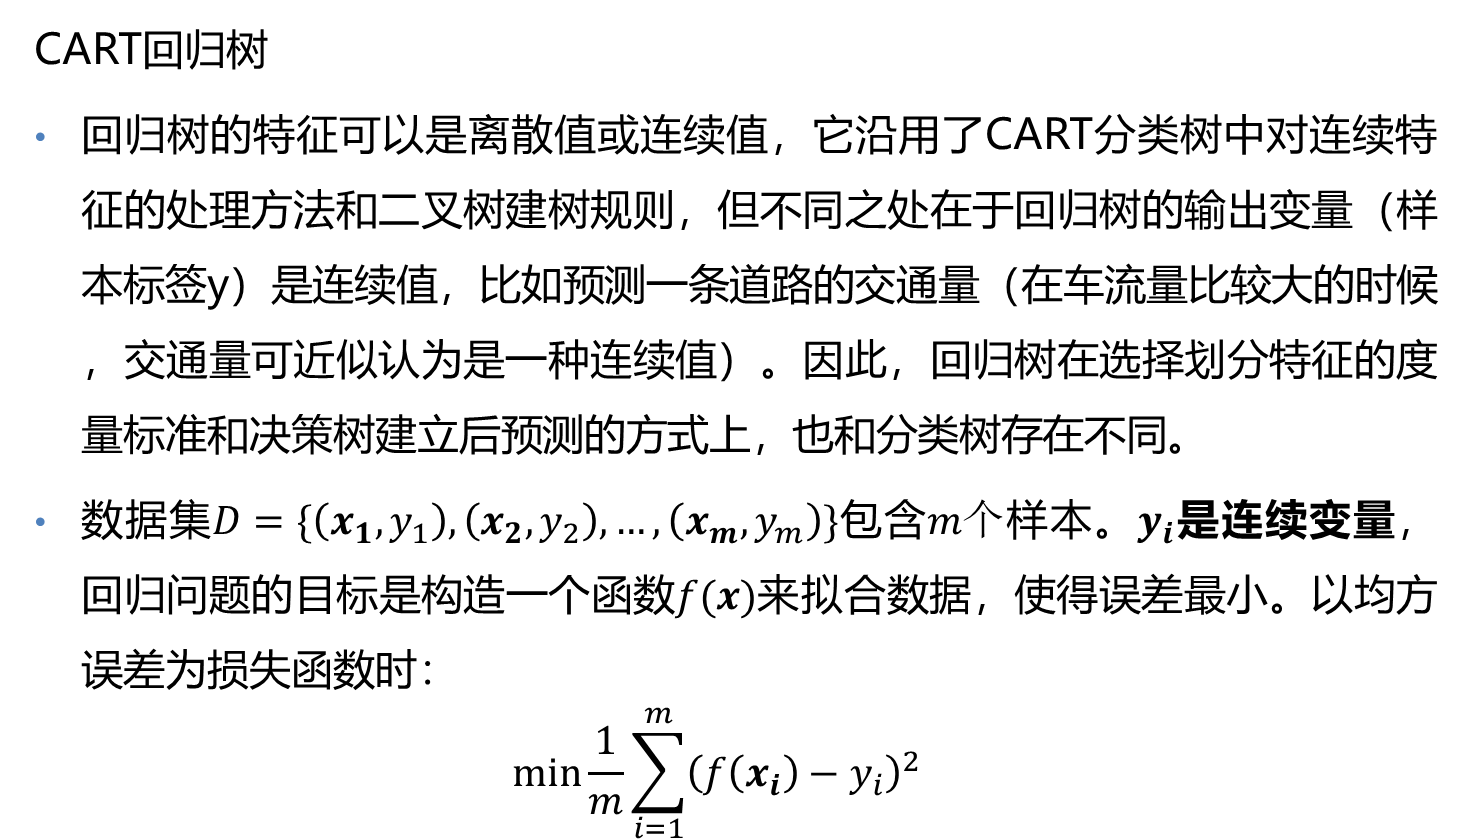 CART回归树
• 回归树的特征可以是离散值或连续值，它沿用了CART分类树中对连续特
征的处理方法和二叉树建树规则，但不同之处在于回归树的输出变量（样
本标签y）是连续值，比如预测一条道路的交通量（在车流量比较大的时候
，交通量可近似认为是一种连续值）。因此，回归树在选择划分特征的度
量标准和决策树建立后预测的方式上，也和分类树存在不同。
• 数据集D = {(x₁,y₁),(x₂,y₂),…,(xₘ,yₘ)}包含m个样本。yᵢ是连续变量，
回归问题的目标是构造一个函数f(x)来拟合数据，使得误差最小。以均方
误差为损失函数时：
min \frac{1}{m} \sum_{i=1}^{m} (f(xᵢ) − yᵢ)²